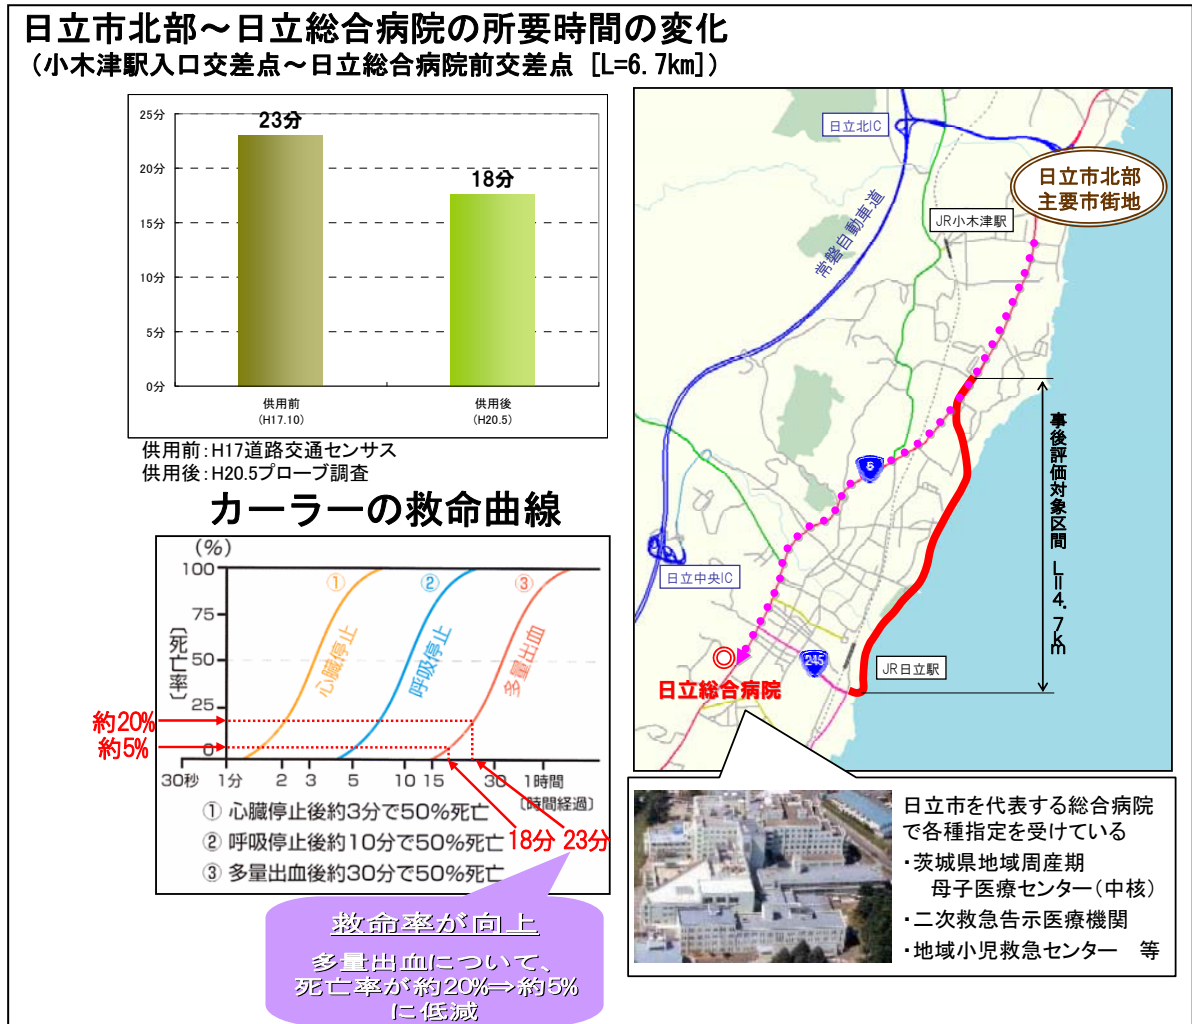 日立市北部～日立総合病院の所要時間の変化
（小木津駅入口交差点～日立総合病院前交差点 [L=6.7km]）
25分
20分
15分
10分
5分
0分
23分
18分
供用前
(H17.10)
供用後
(H20.5)
供用前：H17道路交通センサス
供用後：H20.5プローブ調査
カーラーの救命曲線
(%)
100
75
50
25
0
〔死亡率〕
①
②
③
心臓停止
呼吸停止
多量出血
約20%
約5%
30秒
1分
2
3
5
10
15
30
1時間
〔時間経過〕
① 心臓停止後約3分で50%死亡
② 呼吸停止後約10分で50%死亡
③ 多量出血後約30分で50%死亡
18分
23分
救命率が向上
多量出血について、
死亡率が約20%⇒約5%
に低減
日立北IC
日立市北部
主要市街地
JR小木津駅
常磐自動車道
6
事後評価対象区間 L=4.7km
日立中央IC
245
JR日立駅
日立総合病院
日立市を代表する総合病院
で各種指定を受けている
・茨城県地域周産期
母子医療センター（中核）
・二次救急告示医療機関
・地域小児救急センター 等